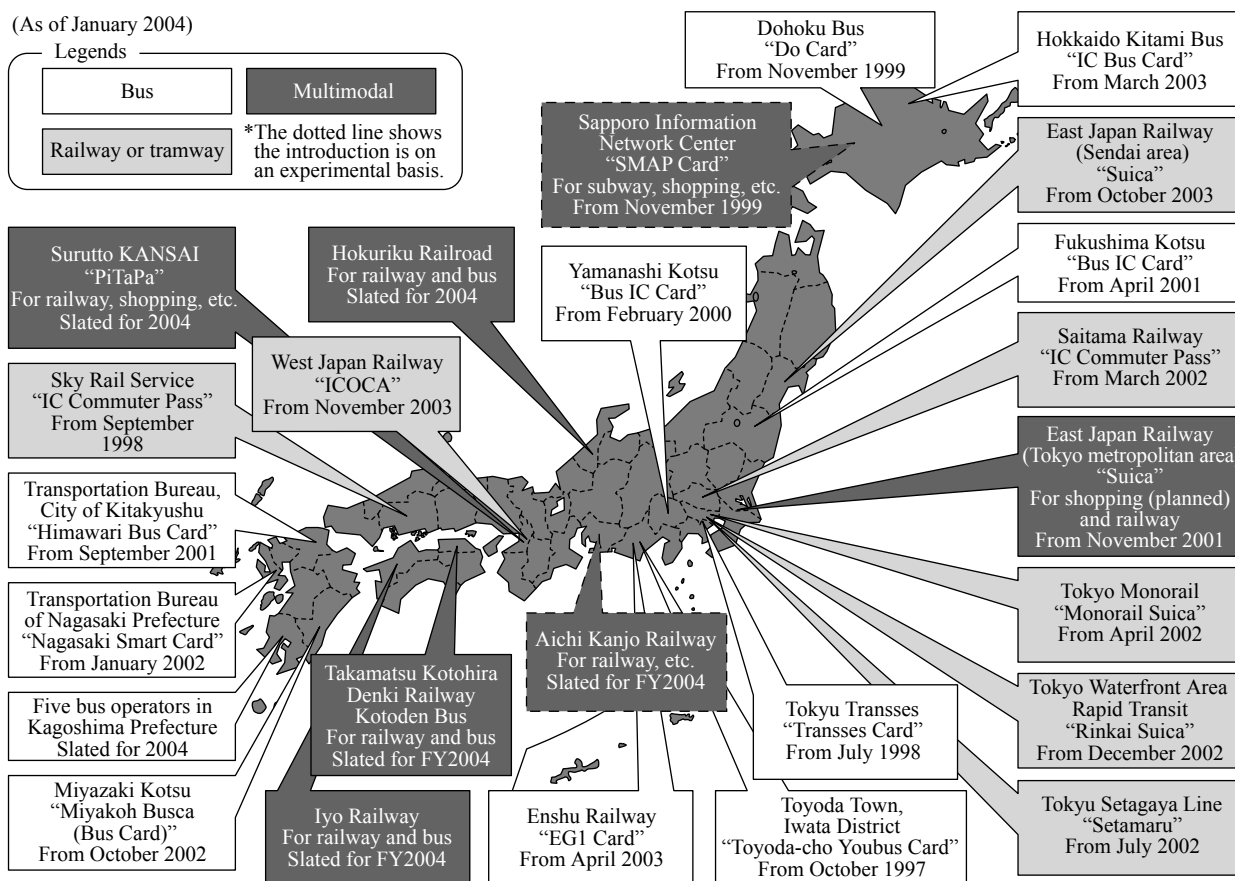 (As of January 2004)
Legends
Bus
Multimodal
Railway or tramway
*The dotted line shows
the introduction is on
an experimental basis.
Dohoku Bus
“Do Card”
From November 1999
Hokkaido Kitami Bus
“IC Bus Card”
From March 2003
Sapporo Information
Network Center
“SMAP Card”
For subway, shopping, etc.
From November 1999
East Japan Railway
(Sendai area)
“Suica”
From October 2003
Surutto KANSAI
“PiTaPa”
For railway, shopping, etc.
Slated for 2004
Hokuriku Railroad
For railway and bus
Slated for 2004
Yamanashi Kotsu
“Bus IC Card”
From February 2000
Fukushima Kotsu
“Bus IC Card”
From April 2001
West Japan Railway
“ICOCA”
From November 2003
Saitama Railway
“IC Commuter Pass”
From March 2002
Sky Rail Service
“IC Commuter Pass”
From September
1998
East Japan Railway
(Tokyo metropolitan area
“Suica”
For shopping (planned)
and railway
From November 2001
Transportation Bureau,
City of Kitakyushu
“Himawari Bus Card”
From September 2001
Tokyo Monorail
“Monorail Suica”
From April 2002
Transportation Bureau
of Nagasaki Prefecture
“Nagasaki Smart Card”
From January 2002
Aichi Kanjo Railway
For railway, etc.
Slated for FY2004
Takamatsu Kotohira
Denki Railway
Kotoden Bus
For railway and bus
Slated for FY2004
Tokyo Waterfront Area
Rapid Transit
“Rinkai Suica”
From December 2002
Five bus operators in
Kagoshima Prefecture
Slated for 2004
Tokyu Transses
“Transses Card”
From July 1998
Miyazaki Kotsu
“Miyakoh Busca
(Bus Card)”
From October 2002
Iyo Railway
For railway and bus
Slated for FY2004
Enshu Railway
“EG1 Card”
From April 2003
Toyoda Town,
Iwata District
“Toyoda-cho Youbus Card”
From October 1997
Tokyu Setagaya Line
“Setamaru”
From July 2002